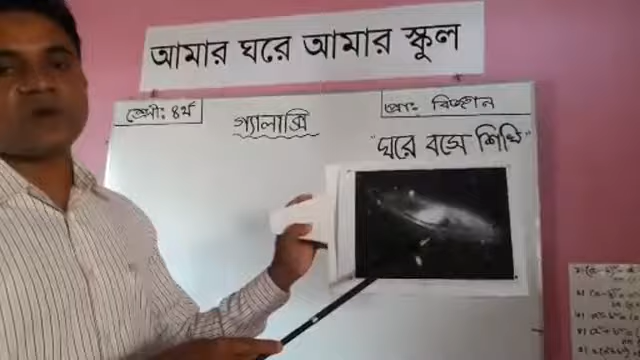 আমার ঘরে আমার স্কুল
শ্রেণী: ৪র্থ
প্রাঃ বিজ্ঞান
গ্যালাক্সি
"ঘরে বসে শিখি"